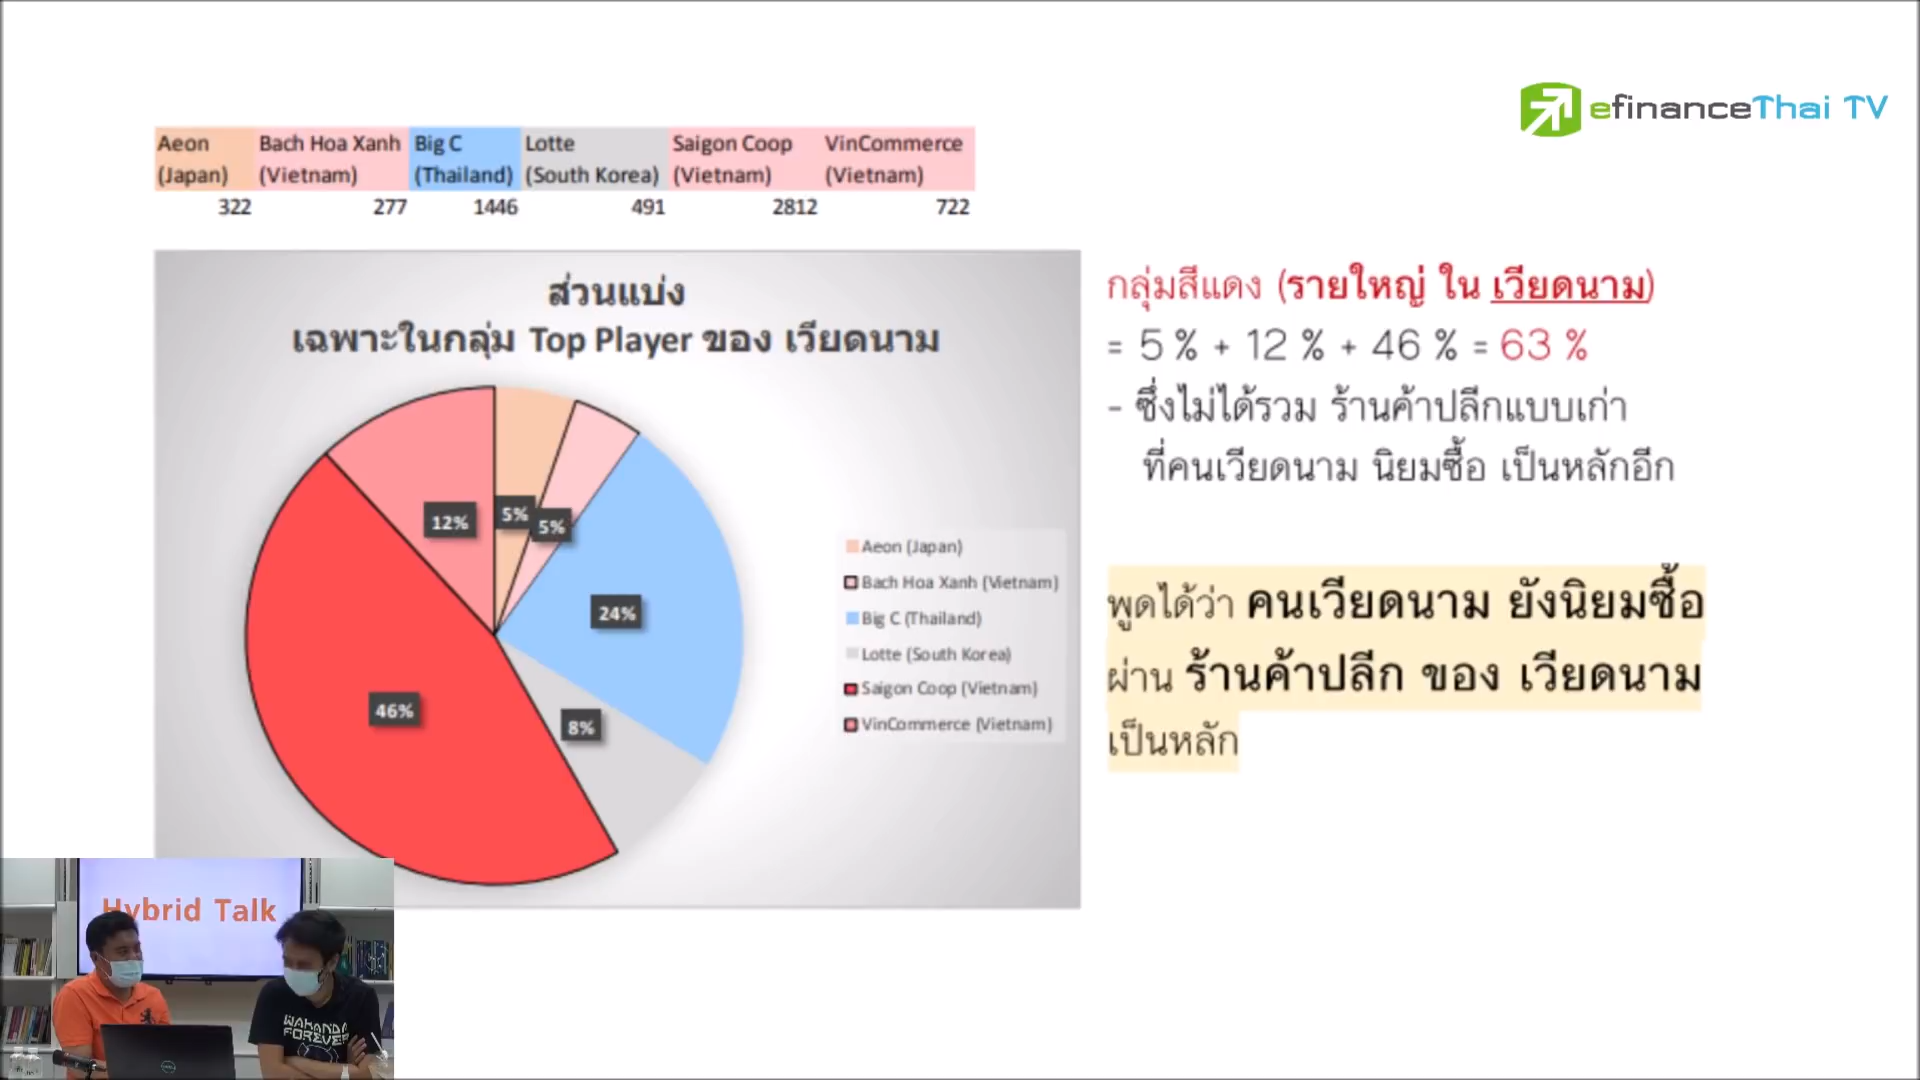 efinanceThai TV
Aeon Bach Hoa Xanh Big C Lotte Saigon Coop VinCommerce
(Japan) (Vietnam) (Thailand) (South Korea) (Vietnam) (Vietnam)
322 277 1446 491 2812 722
ส่วนแบ่ง
เฉพาะในกลุ่ม Top Player ของ เวียดนาม
12%
5%
5%
24%
46%
8%
Aeon (Japan)
Bach Hoa Xanh (Vietnam)
Big C (Thailand)
Lotte (South Korea)
Saigon Coop (Vietnam)
VinCommerce (Vietnam)
กลุ่มสีแดง (รายใหญ่ ใน เวียดนาม)
= 5 % + 12 % + 46 % = 63 %
- ซึ่งไม่ได้รวม ร้านค้าปลีกแบบเก่า
ที่คนเวียดนาม นิยมซื้อ เป็นหลักอีก
พูดได้ว่า คนเวียดนาม ยังนิยมซื้อ
ผ่าน ร้านค้าปลีก ของ เวียดนาม
เป็นหลัก
Hybrid Talk
WAKANDA
FOREVER
DELL